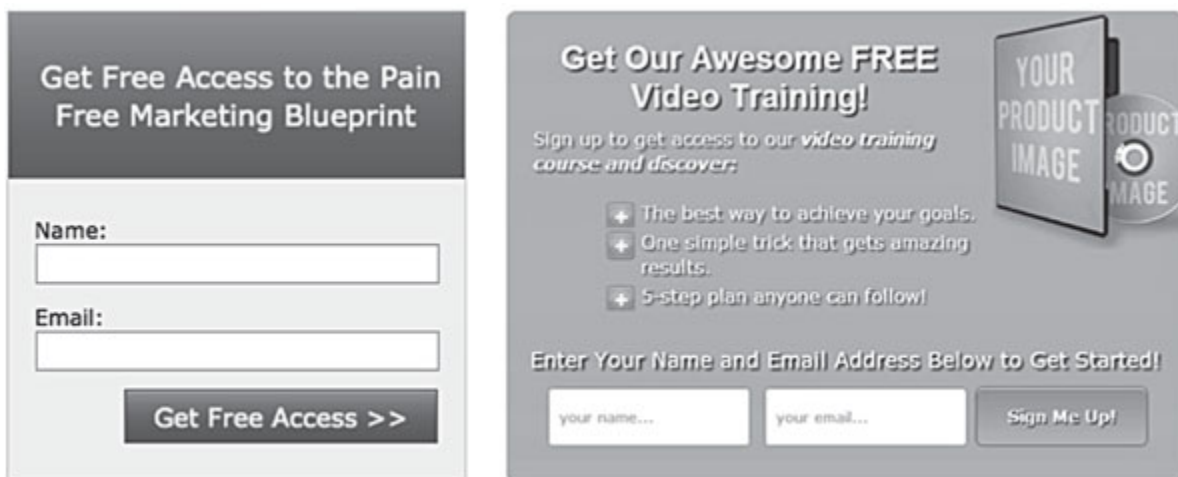 Get Free Access to the Pain
Free Marketing Blueprint
Name:
Email:
Get Free Access >>
Get Our Awesome FREE
Video Training!
Sign up to get access to our video training
course and discover:
+ The best way to achieve your goals.
+ One simple trick that gets amazing
results.
+ 5-step plan anyone can follow!
YOUR
PRODUCT
IMAGE
RODUCT
MAGE
Enter Your Name and Email Address Below to Get Started!
your name...
your email...
Sign Me Up!